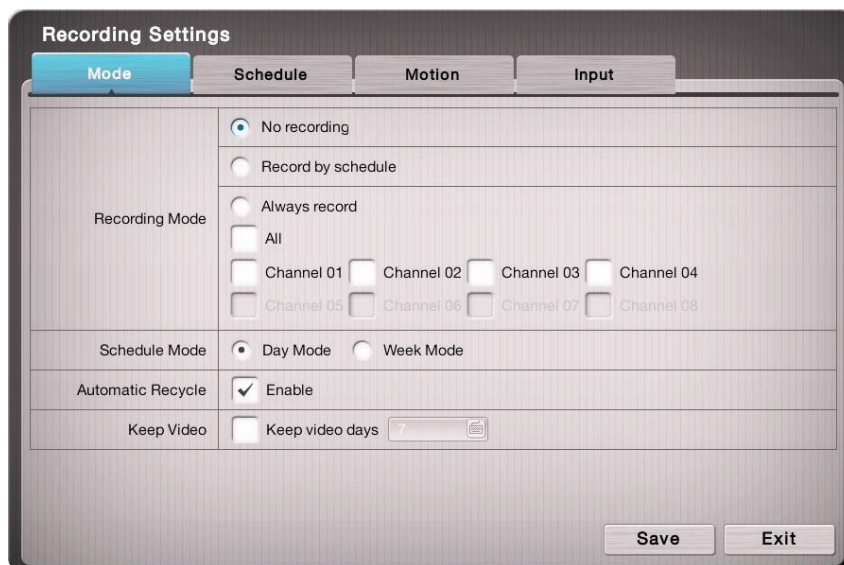 Recording Settings
Mode Schedule Motion Input
No recording
Record by schedule
Recording Mode
Always record
All
Channel 01 Channel 02 Channel 03 Channel 04
Channel 05 Channel 06 Channel 07 Channel 08
Schedule Mode Day Mode Week Mode
Automatic Recycle Enable
Keep Video Keep video days 7
Save Exit